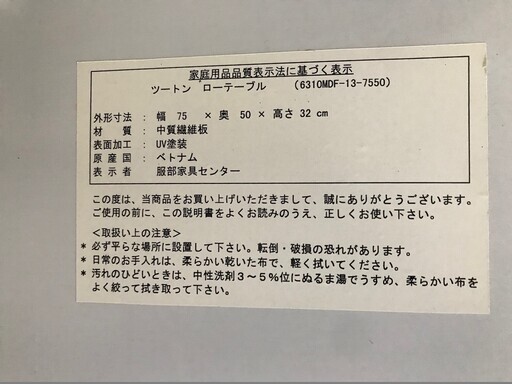 家庭用品品質表示法に基づく表示
ツートン ローテーブル (6310MDF-13-7550)
外形寸法 : 幅 75 × 奥 50 × 高さ 32 cm
材 質 : 中質繊維板
表面加工 : UV塗装
原産国 : ベトナム
表示者 : 服部家具センター
この度は、当商品をお買い上げいただきまして、誠にありがとうございます。
ご使用の前に、この説明書をよくお読みのうえ、正しくお使い下さい。
<取扱い上の注意>
* 必ず平らな場所に設置して下さい。転倒・破損の恐れがあります。
* 日常のお手入れは、柔らかい乾いた布で、軽く拭いてください。
* 汚れのひどいときは、中性洗剤3~5%位にぬるま湯でうすめ、柔らかい布を
よく絞って拭き取って下さい。